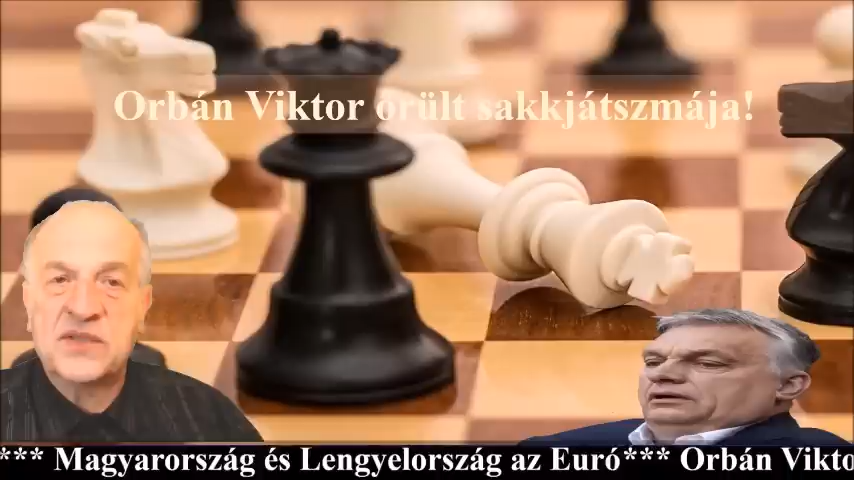 Orbán Viktor őrült sakkjátszmája!
*** Magyarország és Lengyelország az Euró*** Orbán Vikto